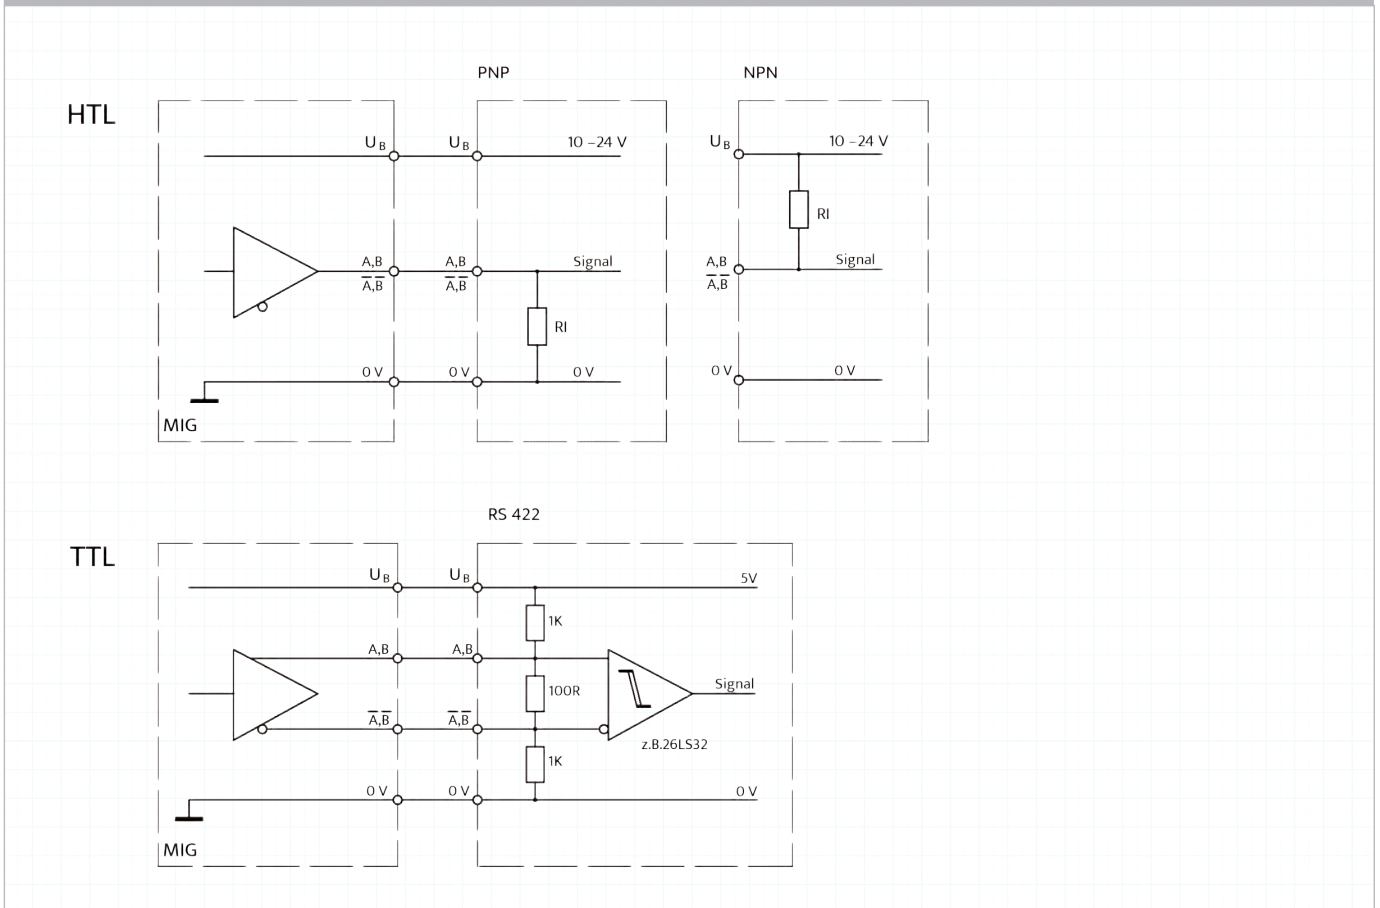 PNP
NPN
HTL
U B
U B
10 – 24 V
U B
10 – 24 V
RI
A,B
A,B
Signal
A,B
Signal
A̅,B̅
A̅,B̅
A̅,B̅
RI
0 V
0 V
0 V
0 V
0 V
MIG
RS 422
TTL
U B
U B
5V
1K
A,B
A,B
100R
Signal
A̅,B̅
A̅,B̅
z.B.26LS32
1K
0 V
0 V
0 V
MIG